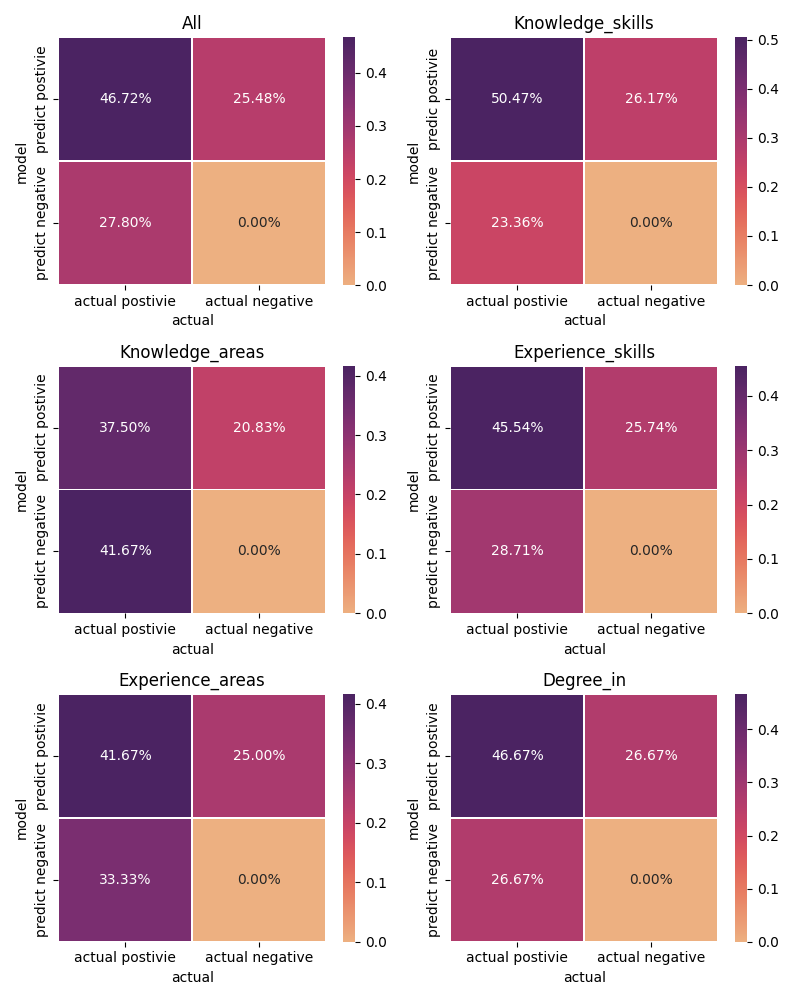 All
predict postivie
predict negative
model
46.72%
25.48%
27.80%
0.00%
actual postivie
actual negative
actual
0.4
0.3
0.2
0.1
0.0
Knowledge_skills
predic postivie
predict negative
model
50.47%
26.17%
23.36%
0.00%
actual postivie
actual negative
actual
0.5
0.4
0.3
0.2
0.1
0.0
Knowledge_areas
predict postivie
predict negative
model
37.50%
20.83%
41.67%
0.00%
actual postivie
actual negative
actual
0.4
0.3
0.2
0.1
0.0
Experience_skills
predict postivie
predict negative
model
45.54%
25.74%
28.71%
0.00%
actual postivie
actual negative
actual
0.4
0.3
0.2
0.1
0.0
Experience_areas
predict postivie
predict negative
model
41.67%
25.00%
33.33%
0.00%
actual postivie
actual negative
actual
0.4
0.3
0.2
0.1
0.0
Degree_in
predict postivie
predict negative
model
46.67%
26.67%
26.67%
0.00%
actual postivie
actual negative
actual
0.4
0.3
0.2
0.1
0.0